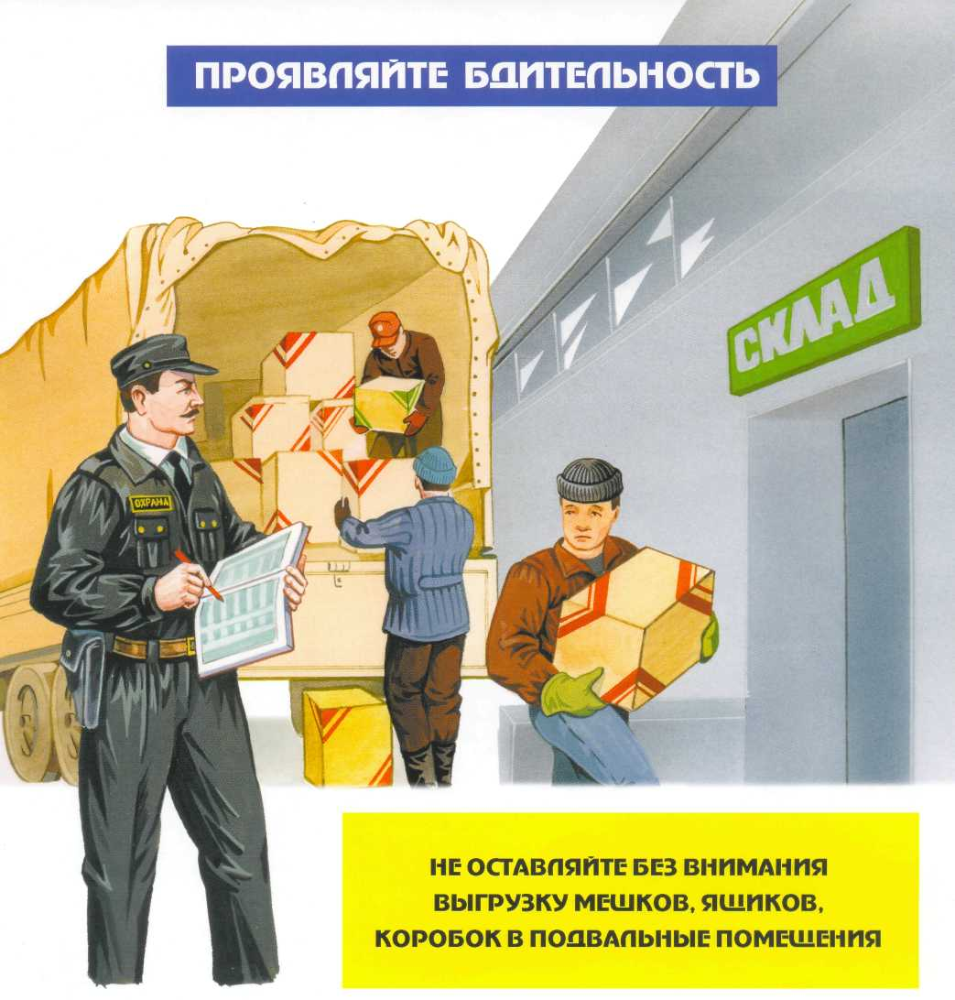 ПРОЯВЛЯЙТЕ БДИТЕЛЬНОСТЬ
СКЛАД
ОХРАНА
НЕ ОСТАВЛЯЙТЕ БЕЗ ВНИМАНИЯ
ВЫГРУЗКУ МЕШКОВ, ЯЩИКОВ,
КОРОБОК В ПОДВАЛЬНЫЕ ПОМЕЩЕНИЯ